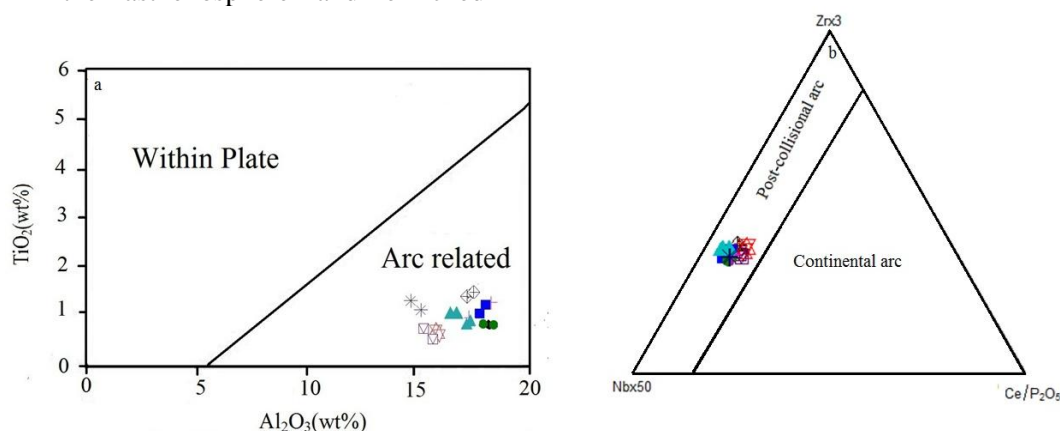 Zrx3
a
b
6
5
4
3
2
1
0
TiO2(wt%)
Within Plate
Arc related
0
5
10
15
20
Al2O3(wt%)
Post-collisional arc
Continental arc
Nbx50
Ce/P2O5